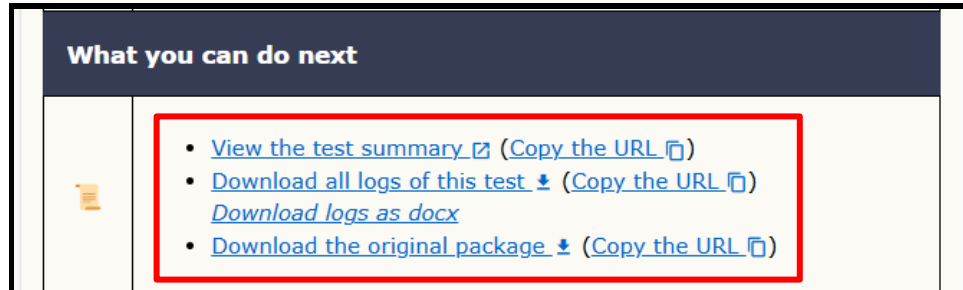 What you can do next
• View the test summary (Copy the URL)
• Download all logs of this test (Copy the URL)
Download logs as docx
• Download the original package (Copy the URL)